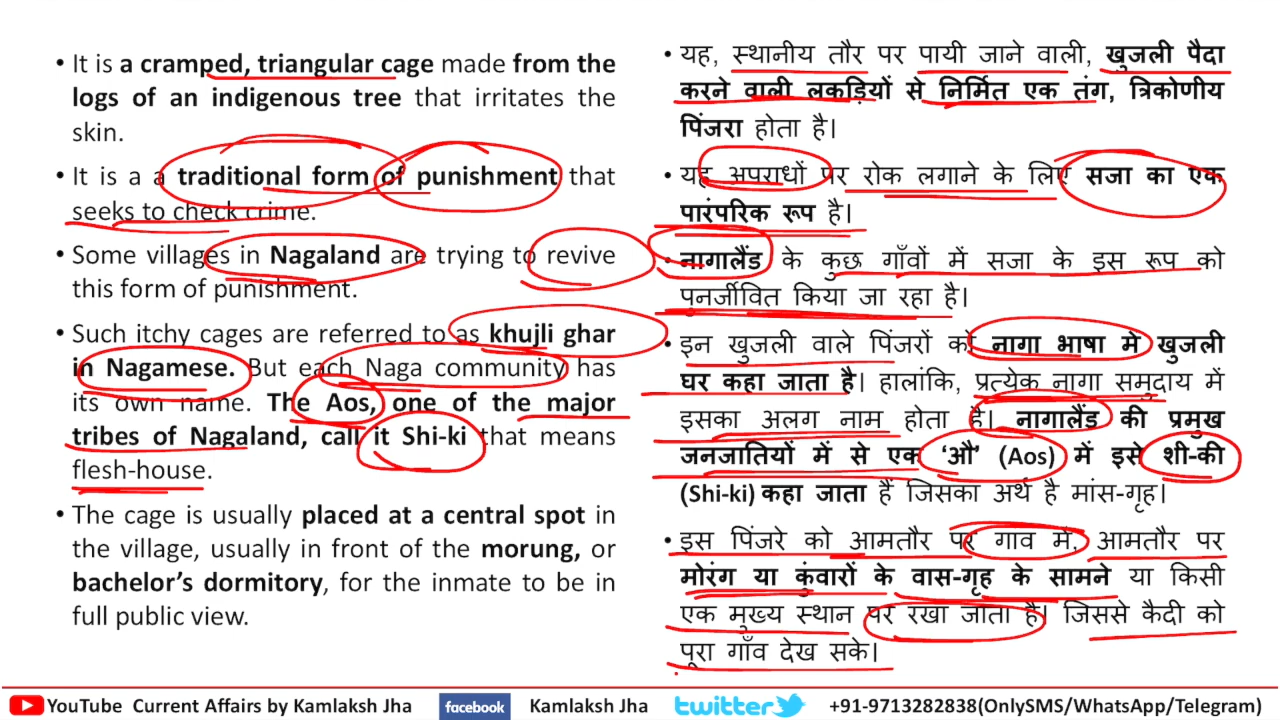 • It is a cramped, triangular cage made from the
logs of an indigenous tree that irritates the
skin.
• It is a a traditional form of punishment that
seeks to check crime.
• Some villages in Nagaland are trying to revive
this form of punishment.
• Such itchy cages are referred to as khujli ghar
in Nagamese. But each Naga community has
its own name. The Aos, one of the major
tribes of Nagaland, call it Shi-ki that means
flesh-house.
• The cage is usually placed at a central spot in
the village, usually in front of the morung, or
bachelor's dormitory, for the inmate to be in
full public view.
• यह, स्थानीय तौर पर पायी जाने वाली, खुजली पैदा
करने वाली लकड़ियों से निर्मित एक तंग, त्रिकोणीय
पिंजरा होता है।
• यह अपराधों पर रोक लगाने के लिए सजा का एक
पारंपरिक रूप है।
• नागालैंड के कुछ गाँवों में सजा के इस रूप को
पुनर्जीवित किया जा रहा है।
• इन खुजली वाले पिंजरों को नागा भाषा में खुजली
घर कहा जाता है। हालांकि, प्रत्येक नागा समुदाय में
इसका अलग नाम होता है। नागालैंड की प्रमुख
जनजातियों में से एक 'औ' (Aos) में इसे शी-की
(Shi-ki) कहा जाता हैं जिसका अर्थ है मांस-गृह।
• इस पिंजरे को आमतौर पर गाव में, आमतौर पर
मोरंग या कुंवारों के वास-गृह के सामने या किसी
एक मुख्य स्थान पर रखा जाता है। जिससे कैदी को
पूरा गाँव देख सके।
YouTube Current Affairs by Kamlaksh Jha facebook Kamlaksh Jha twitter +91-9713282838(OnlySMS/WhatsApp/Telegram)